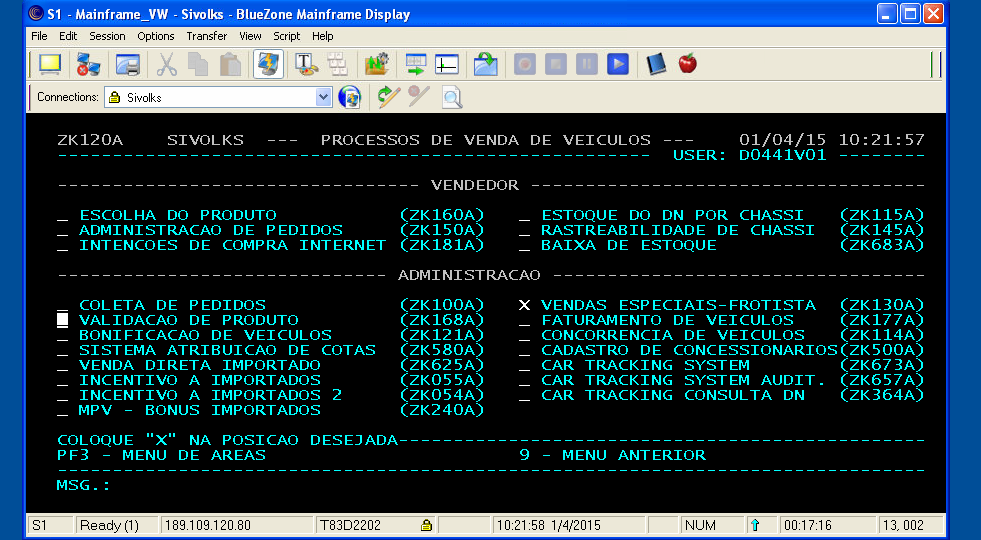 S1 - Mainframe_VW - Sivolks - BlueZone Mainframe Display
File Edit Session Options Transfer View Script Help
Connections: Sivolks
ZK120A SIVOLKS --- PROCESSOS DE VENDA DE VEICULOS --- 01/04/15 10:21:57
------------------------------------------------------ USER: D0441V01 --------
--------------------------------- VENDEDOR ------------------------------------
_ ESCOLHA DO PRODUTO (ZK160A) _ ESTOQUE DO DN POR CHASSI (ZK115A)
_ ADMINISTRACAO DE PEDIDOS (ZK150A) _ RASTREABILIDADE DE CHASSI (ZK145A)
_ INTENCOES DE COMPRA INTERNET (ZK181A) _ BAIXA DE ESTOQUE (ZK683A)
------------------------------ ADMINISTRACAO ----------------------------------
_ COLETA DE PEDIDOS (ZK100A) X VENDAS ESPECIAIS-FROTISTA (ZK130A)
VALIDACAO DE PRODUTO (ZK168A) _ FATURAMENTO DE VEICULOS (ZK177A)
_ BONIFICACAO DE VEICULOS (ZK121A) _ CONCORRENCIA DE VEICULOS (ZK114A)
_ SISTEMA ATRIBUICAO DE COTAS (ZK580A) _ CADASTRO DE CONCESSIONARIOS(ZK500A)
_ VENDA DIRETA IMPORTADO (ZK625A) _ CAR TRACKING SYSTEM (ZK673A)
_ INCENTIVO A IMPORTADOS (ZK055A) _ CAR TRACKING SYSTEM AUDIT. (ZK657A)
_ INCENTIVO A IMPORTADOS 2 (ZK054A) _ CAR TRACKING CONSULTA DN (ZK364A)
_ MPV - BONUS IMPORTADOS (ZK240A)
COLOQUE "X" NA POSICAO DESEJADA------------------------------------------------
PF3 - MENU DE AREAS 9 - MENU ANTERIOR
-------------------------------------------------------------------------------
MSG.:
S1 Ready (1) 189.109.120.80 T83D2202 10:21:58 1/4/2015 NUM 00:17:16 13, 002